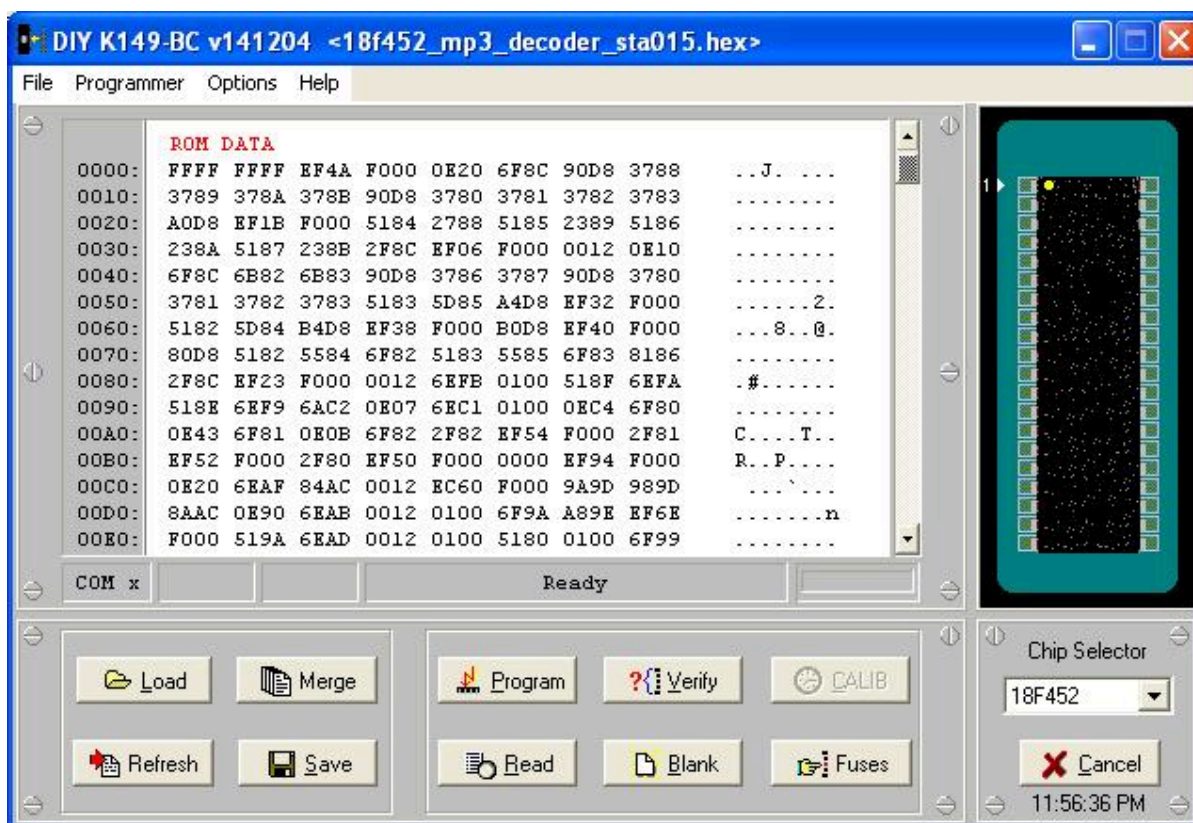 DIY K149-BC v141204 <18f452_mp3_decoder_sta015.hex>
File Programmer Options Help
ROM DATA
0000: FFFF FFFF EF4A F000 0E20 6F8C 90D8 3788 ..J. ...
0010: 3789 378A 378B 90D8 3780 3781 3782 3783 ........
0020: A0D8 EF1B F000 5184 2788 5185 2389 5186 ........
0030: 238A 5187 238B 2F8C EF06 F000 0012 0E10 ........
0040: 6F8C 6B82 6B83 90D8 3786 3787 90D8 3780 ........
0050: 3781 3782 3783 5183 5D85 A4D8 EF32 F000 ......2.
0060: 5182 5D84 B4D8 EF38 F000 B0D8 EF40 F000 ...8..@.
0070: 80D8 5182 5584 6F82 5183 5585 6F83 8186 ........
0080: 2F8C EF23 F000 0012 6EFB 0100 518F 6EFA .#......
0090: 518E 6EF9 6AC2 0E07 6EC1 0100 0EC4 6F80 ........
00A0: 0E43 6F81 0E0B 6F82 2F82 EF54 F000 2F81 C....T..
00B0: EF52 F000 2F80 EF50 F000 0000 EF94 F000 R..P....
00C0: 0E20 6EAF 84AC 0012 EC60 F000 9A9D 989D ...`...
00D0: 8AAC 0E90 6EAB 0012 0100 6F9A A89E EF6E .......n
00E0: F000 519A 6EAD 0012 0100 5180 0100 6F99 ........
1
COM x Ready
Load Merge Program Verify CALIB
Refresh Save Read Blank Fuses
Chip Selector
18F452
Cancel
11:56:36 PM